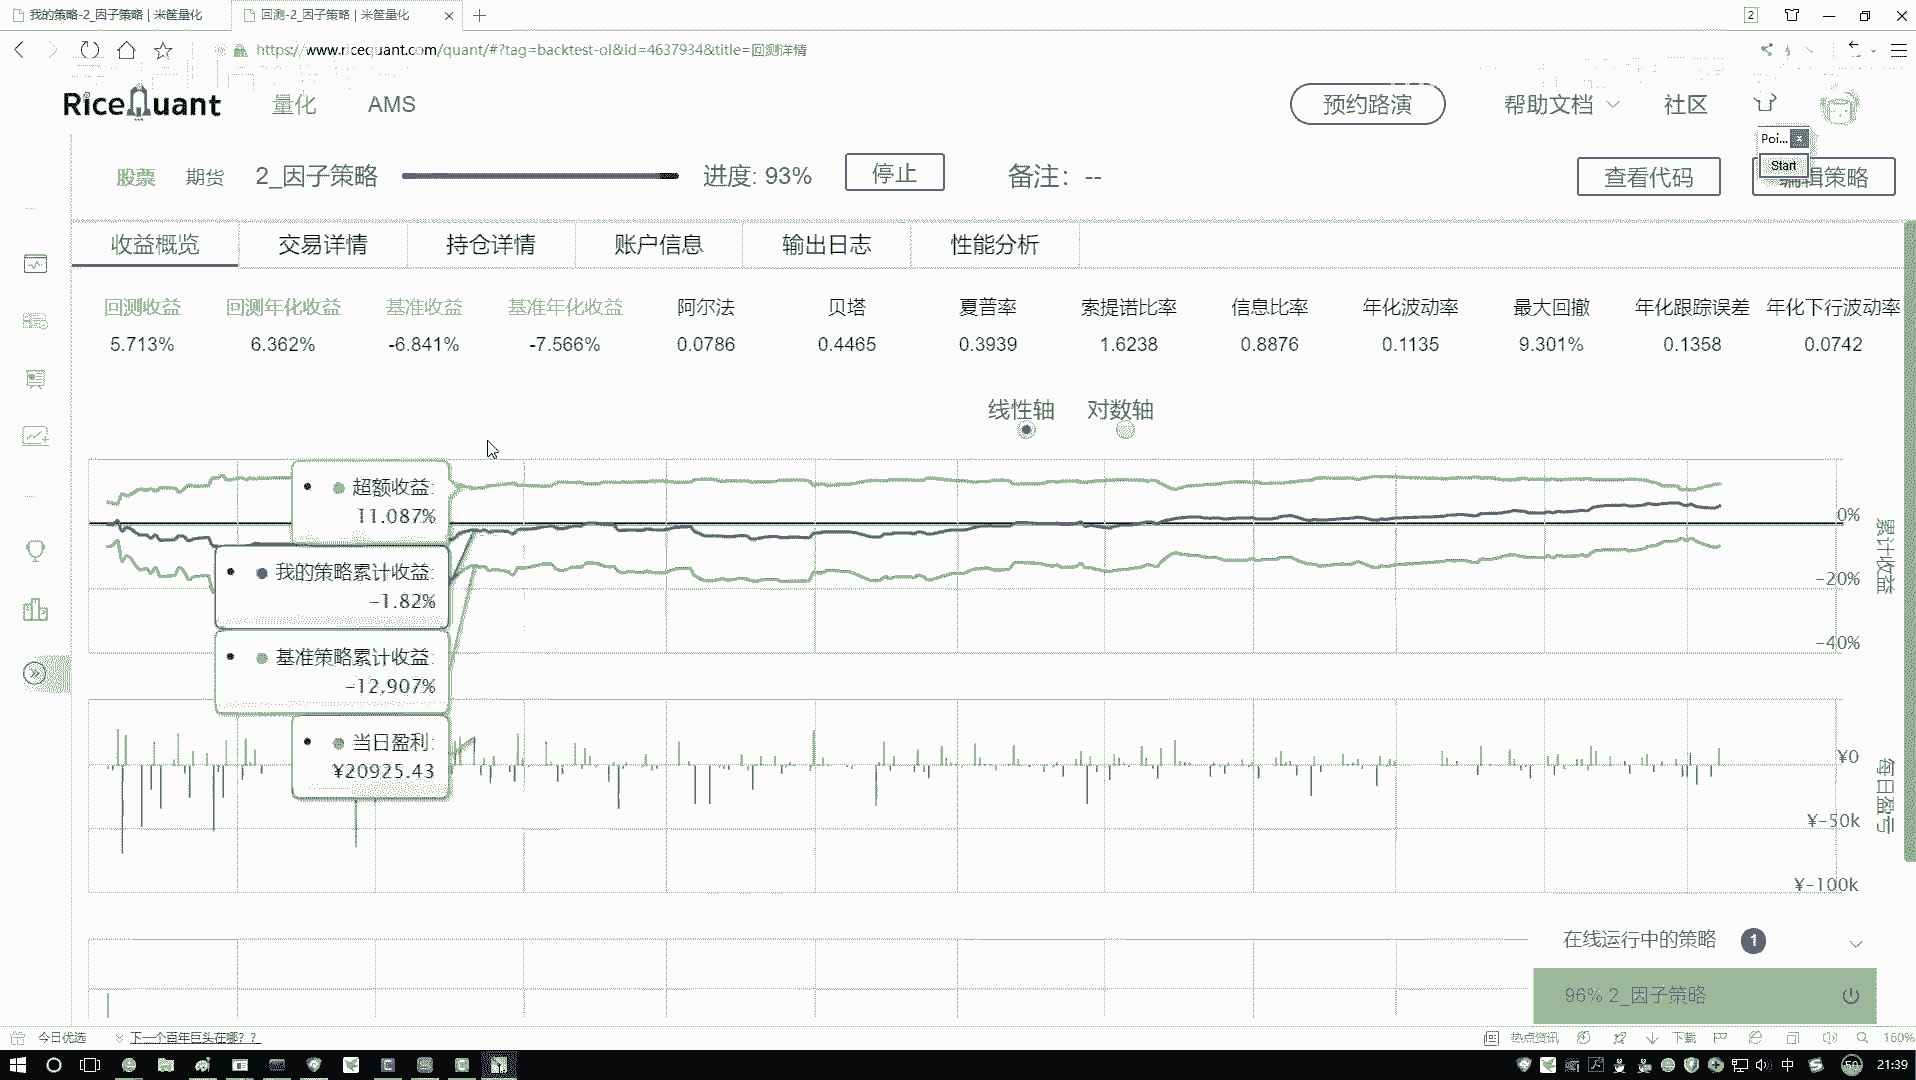 我的策略-2_因子策略 | 米筐量化
回测-2_因子策略 | 米筐量化
2
https://www.ricequant.com/quant/#?tag=backtest-ol&id=4637934&title=回测详情
RiceQuant 量化 AMS
预约路演 帮助文档 社区
Poi... x
Start
股票 期货 2_因子策略 进度: 93% 停止 备注： --
查看代码 编辑策略
收益概览 交易详情 持仓详情 账户信息 输出日志 性能分析
回测收益 回测年化收益 基准收益 基准年化收益 阿尔法 贝塔 夏普率 索提诺比率 信息比率 年化波动率 最大回撤 年化跟踪误差 年化下行波动率
5.713% 6.362% -6.841% -7.566% 0.0786 0.4465 0.3939 1.6238 0.8876 0.1135 9.301% 0.1358 0.0742
线性轴 对数轴
超额收益:
11.087%
我的策略累计收益:
-1.82%
基准策略累计收益:
-12.907%
当日盈利:
¥20925.43
0%
-20%
-40%
累计收益
¥0
¥-50k
¥-100k
每日盈亏
在线运行中的策略 1
96% 2_因子策略
今日优选 下一个百年巨头在哪？？
热点资讯 下载 160%
中 50 21:39